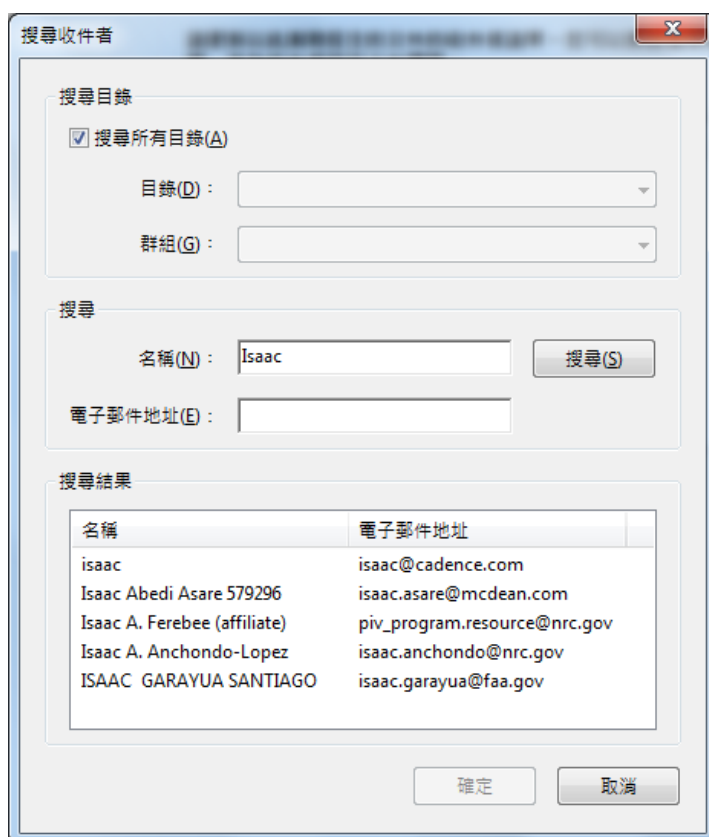 搜尋收件者
搜尋目錄
搜尋所有目錄(A)
目錄(D)：
群組(G)：
搜尋
名稱(N)： Isaac 搜尋(S)
電子郵件地址(E)：
搜尋結果
名稱 電子郵件地址
isaac isaac@cadence.com
Isaac Abedi Asare 579296 isaac.asare@mcdean.com
Isaac A. Ferebee (affiliate) piv_program.resource@nrc.gov
Isaac A. Anchondo-Lopez isaac.anchondo@nrc.gov
ISAAC  GARAYUA SANTIAGO isaac.garayua@faa.gov
確定 取消